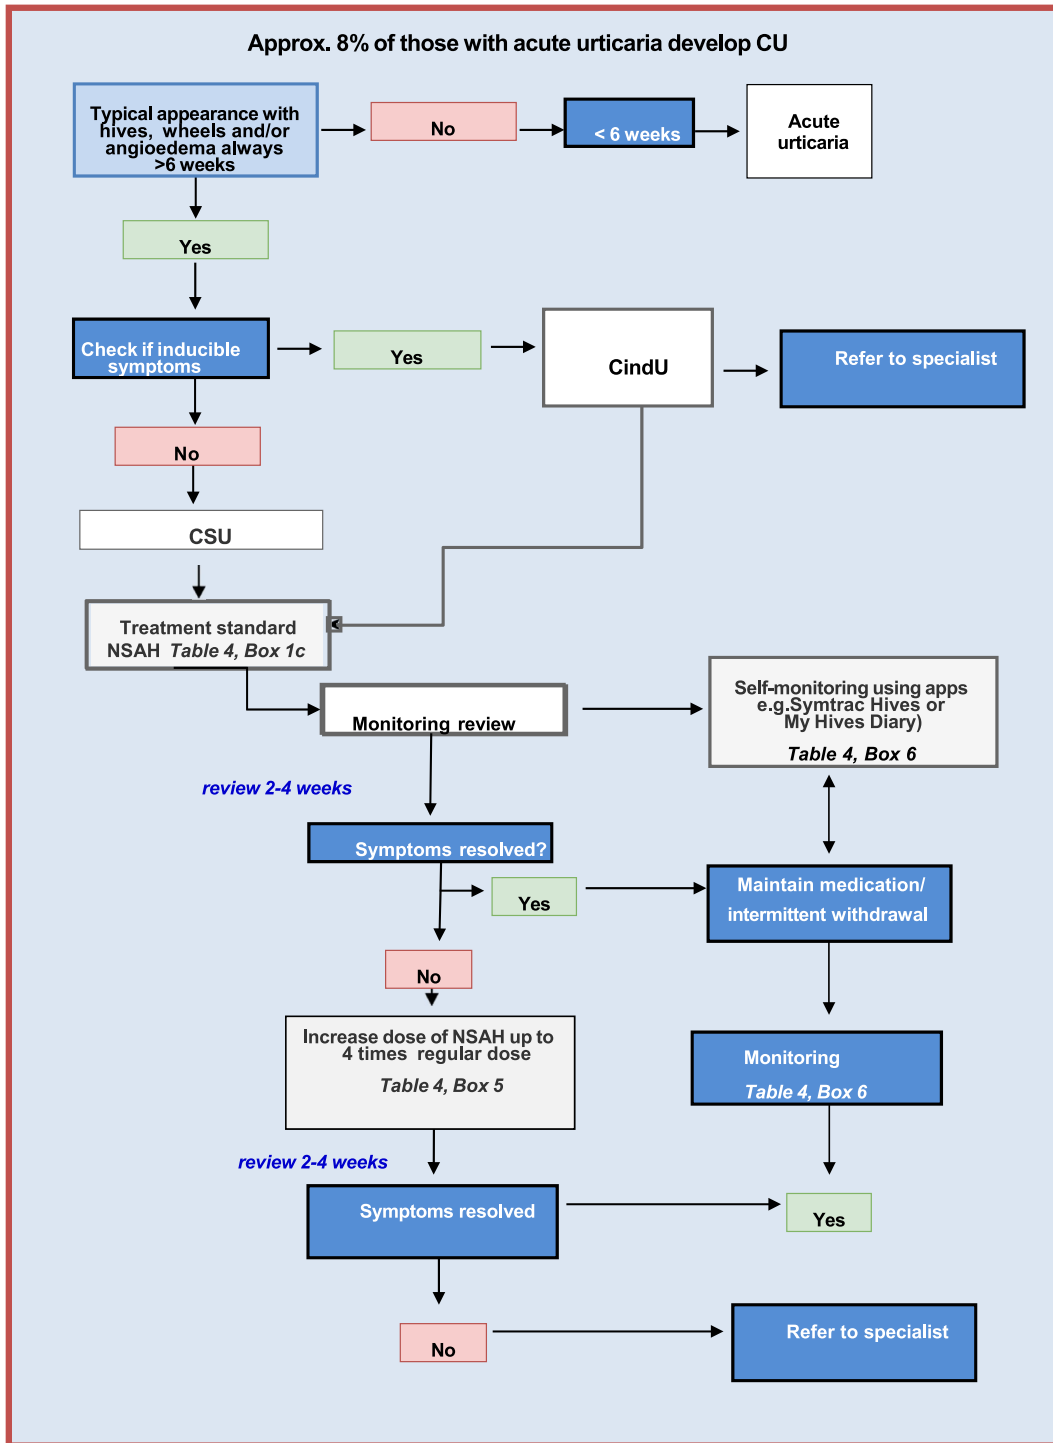 Approx. 8% of those with acute urticaria develop CU
Typical appearance with
hives, wheels and/or
angioedema always
>6 weeks
No
< 6 weeks
Acute
urticaria
Yes
Check if inducible
symptoms
Yes
CindU
Refer to specialist
No
CSU
Treatment standard
NSAH Table 4, Box 1c
Monitoring review
Self-monitoring using apps
e.g.Symtrac Hives or
My Hives Diary)
Table 4, Box 6
review 2-4 weeks
Symptoms resolved?
Yes
Maintain medication/
intermittent withdrawal
No
Increase dose of NSAH up to
4 times regular dose
Table 4, Box 5
Monitoring
Table 4, Box 6
review 2-4 weeks
Symptoms resolved
Yes
No
Refer to specialist